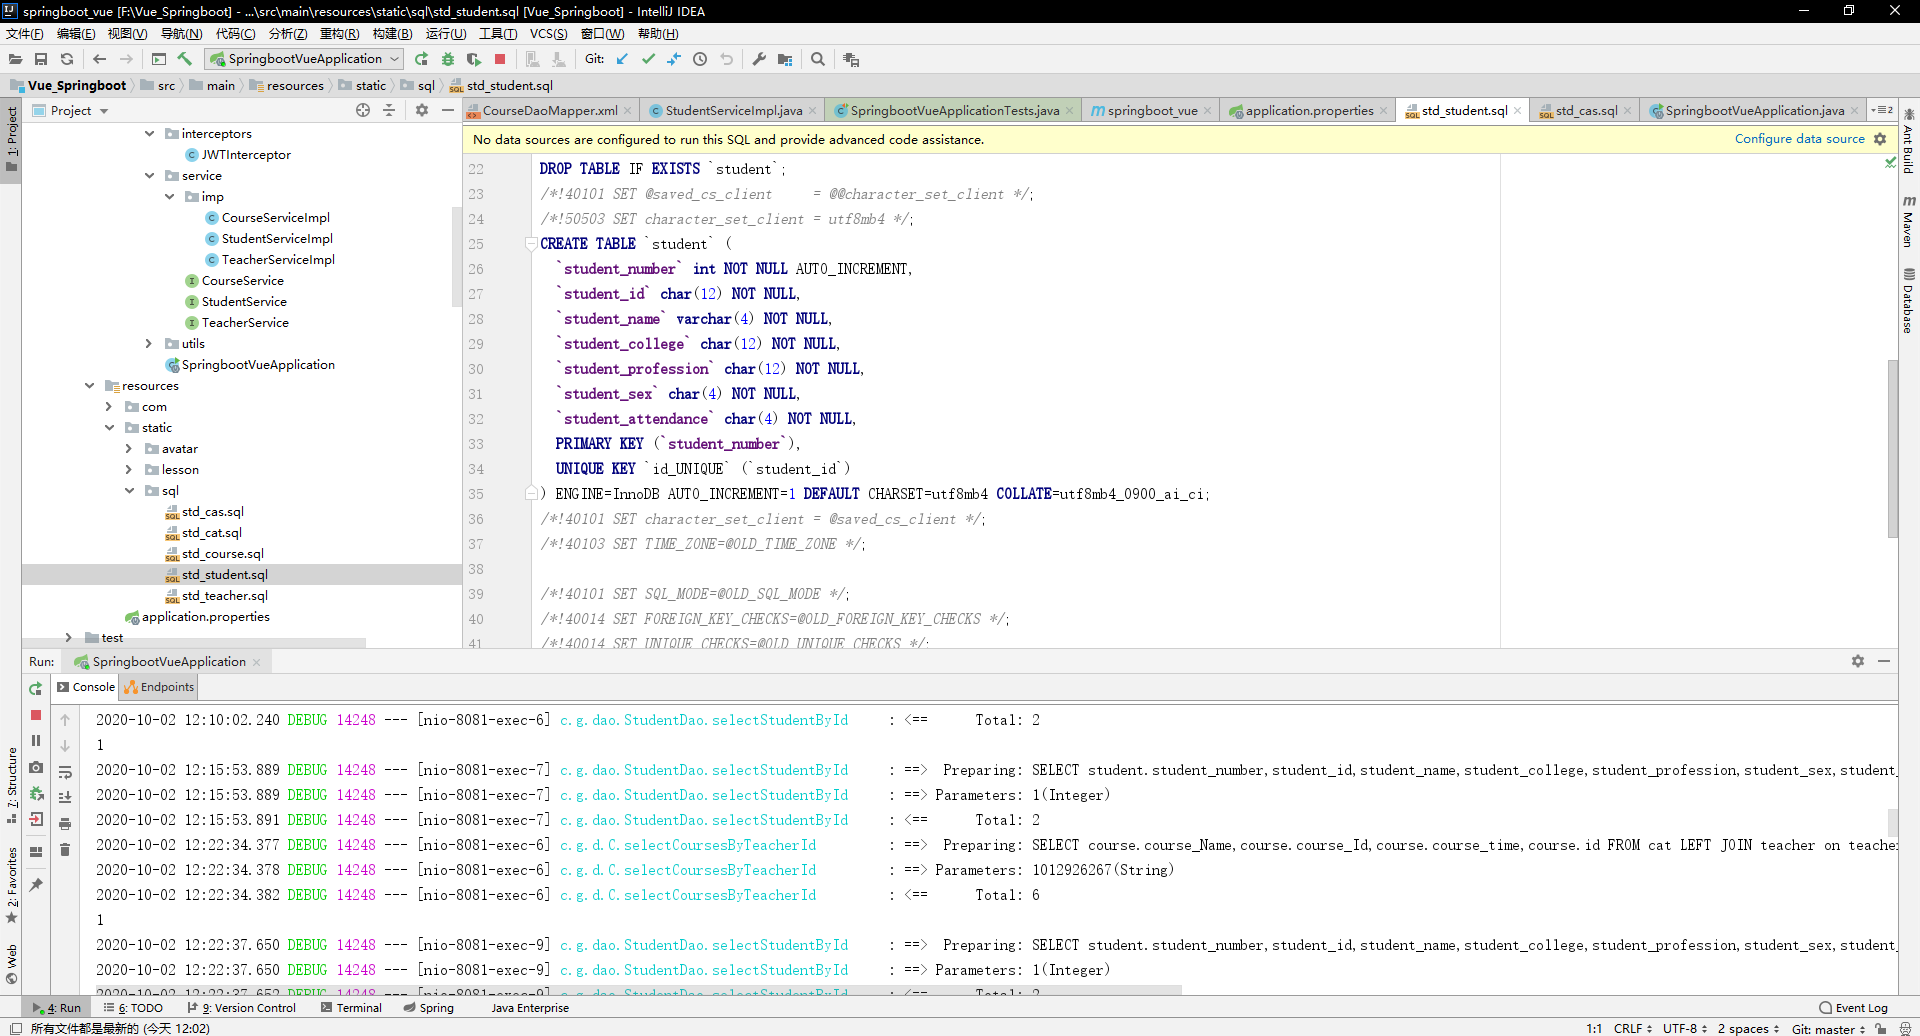 springboot_vue [F:\Vue_Springboot] - ...\src\main\resources\static\sql\std_student.sql [Vue_Springboot] - IntelliJ IDEA
文件(F) 编辑(E) 视图(V) 导航(N) 代码(C) 分析(Z) 重构(R) 构建(B) 运行(U) 工具(T) VCS(S) 窗口(W) 帮助(H)
SpringbootVueApplication Git:
Vue_Springboot src main resources static sql std_student.sql
1: Project
Project
CourseDaoMapper.xml StudentServiceImpl.java SpringbootVueApplicationTests.java springboot_vue application.properties std_student.sql std_cas.sql SpringbootVueApplication.java 2
No data sources are configured to run this SQL and provide advanced code assistance. Configure data source
Ant Build
Maven
Database
interceptors
JWTInterceptor
service
imp
CourseServiceImpl
StudentServiceImpl
TeacherServiceImpl
CourseService
StudentService
TeacherService
utils
SpringbootVueApplication
resources
com
static
avatar
lesson
sql
std_cas.sql
std_cat.sql
std_course.sql
std_student.sql
std_teacher.sql
application.properties
test
22 DROP TABLE IF EXISTS `student`;
23 /*!40101 SET @saved_cs_client     = @@character_set_client */;
24 /*!50503 SET character_set_client = utf8mb4 */;
25 CREATE TABLE `student` (
26 `student_number` int NOT NULL AUTO_INCREMENT,
27 `student_id` char(12) NOT NULL,
28 `student_name` varchar(4) NOT NULL,
29 `student_college` char(12) NOT NULL,
30 `student_profession` char(12) NOT NULL,
31 `student_sex` char(4) NOT NULL,
32 `student_attendance` char(4) NOT NULL,
33 PRIMARY KEY (`student_number`),
34 UNIQUE KEY `id_UNIQUE` (`student_id`)
35 ) ENGINE=InnoDB AUTO_INCREMENT=1 DEFAULT CHARSET=utf8mb4 COLLATE=utf8mb4_0900_ai_ci;
36 /*!40101 SET character_set_client = @saved_cs_client */;
37 /*!40103 SET TIME_ZONE=@OLD_TIME_ZONE */;
38
39 /*!40101 SET SQL_MODE=@OLD_SQL_MODE */;
40 /*!40014 SET FOREIGN_KEY_CHECKS=@OLD_FOREIGN_KEY_CHECKS */;
41 /*!40014 SET UNIQUE_CHECKS=@OLD_UNIQUE_CHECKS */;
Run: SpringbootVueApplication
Console Endpoints
7: Structure
2: Favorites
Web
2020-10-02 12:10:02.240 DEBUG 14248 --- [nio-8081-exec-6] c.g.dao.StudentDao.selectStudentById     : <==      Total: 2
1
2020-10-02 12:15:53.889 DEBUG 14248 --- [nio-8081-exec-7] c.g.dao.StudentDao.selectStudentById     : ==>  Preparing: SELECT student.student_number,student_id,student_name,student_college,student_profession,student_sex,student_
2020-10-02 12:15:53.889 DEBUG 14248 --- [nio-8081-exec-7] c.g.dao.StudentDao.selectStudentById     : ==> Parameters: 1(Integer)
2020-10-02 12:15:53.891 DEBUG 14248 --- [nio-8081-exec-7] c.g.dao.StudentDao.selectStudentById     : <==      Total: 2
2020-10-02 12:22:34.377 DEBUG 14248 --- [nio-8081-exec-6] c.g.d.C.selectCoursesByTeacherId         : ==>  Preparing: SELECT course.course_Name,course.course_Id,course.course_time,course.id FROM cat LEFT JOIN teacher on teacher
2020-10-02 12:22:34.378 DEBUG 14248 --- [nio-8081-exec-6] c.g.d.C.selectCoursesByTeacherId         : ==> Parameters: 1012926267(String)
2020-10-02 12:22:34.382 DEBUG 14248 --- [nio-8081-exec-6] c.g.d.C.selectCoursesByTeacherId         : <==      Total: 6
1
2020-10-02 12:22:37.650 DEBUG 14248 --- [nio-8081-exec-9] c.g.dao.StudentDao.selectStudentById     : ==>  Preparing: SELECT student.student_number,student_id,student_name,student_college,student_profession,student_sex,student_
2020-10-02 12:22:37.650 DEBUG 14248 --- [nio-8081-exec-9] c.g.dao.StudentDao.selectStudentById     : ==> Parameters: 1(Integer)
2020-10-02 12:22:37.652 DEBUG 14248 --- [nio-8081-exec-9] c.g.dao.StudentDao.selectStudentById     : <==      Total: 2
4: Run 6: TODO 9: Version Control Terminal Spring Java Enterprise Event Log
所有文件都是最新的 (今天 12:02) 1:1 CRLF UTF-8 2 spaces Git: master